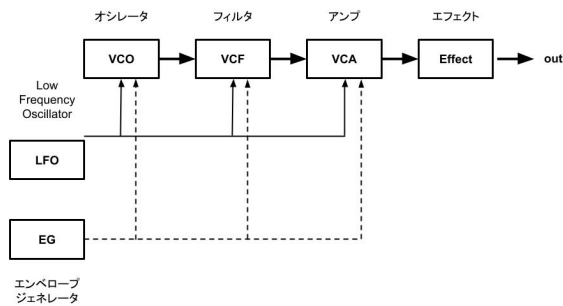 オシレータ
フィルタ
アンプ
エフェクト
VCO
VCF
VCA
Effect
out
Low
Frequency
Oscillator
LFO
EG
エンベロープ
ジェネレータ